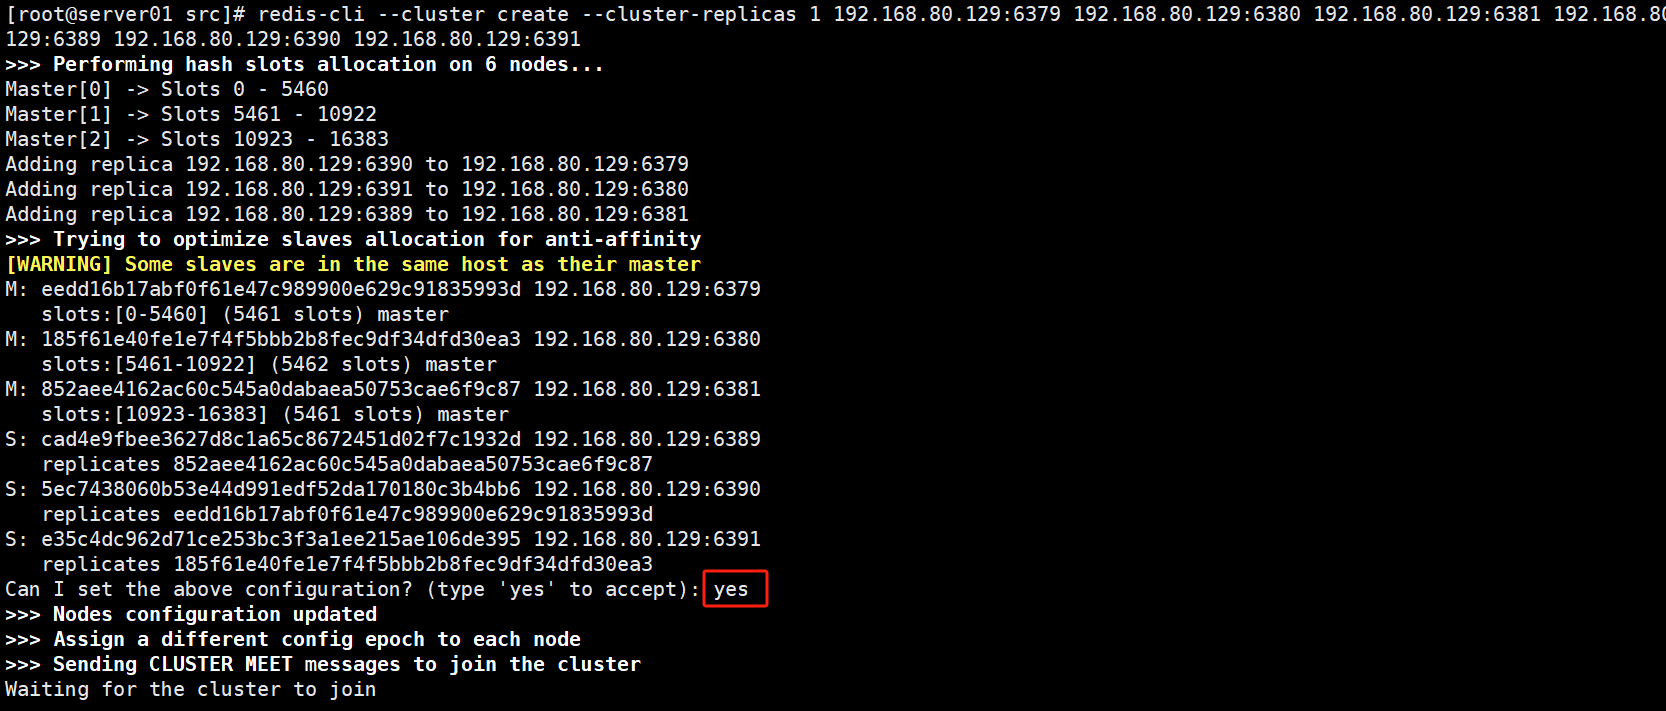 [root@server01 src]# redis-cli --cluster create --cluster-replicas 1 192.168.80.129:6379 192.168.80.129:6380 192.168.80.129:6381 192.168.80
129:6389 192.168.80.129:6390 192.168.80.129:6391
>>> Performing hash slots allocation on 6 nodes...
Master[0] -> Slots 0 - 5460
Master[1] -> Slots 5461 - 10922
Master[2] -> Slots 10923 - 16383
Adding replica 192.168.80.129:6390 to 192.168.80.129:6379
Adding replica 192.168.80.129:6391 to 192.168.80.129:6380
Adding replica 192.168.80.129:6389 to 192.168.80.129:6381
>>> Trying to optimize slaves allocation for anti-affinity
[WARNING] Some slaves are in the same host as their master
M: eedd16b17abf0f61e47c989900e629c91835993d 192.168.80.129:6379
slots:[0-5460] (5461 slots) master
M: 185f61e40fe1e7f4f5bbb2b8fec9df34dfd30ea3 192.168.80.129:6380
slots:[5461-10922] (5462 slots) master
M: 852aee4162ac60c545a0dabaea50753cae6f9c87 192.168.80.129:6381
slots:[10923-16383] (5461 slots) master
S: cad4e9fbee3627d8c1a65c8672451d02f7c1932d 192.168.80.129:6389
replicates 852aee4162ac60c545a0dabaea50753cae6f9c87
S: 5ec7438060b53e44d991edf52da170180c3b4bb6 192.168.80.129:6390
replicates eedd16b17abf0f61e47c989900e629c91835993d
S: e35c4dc962d71ce253bc3f3a1ee215ae106de395 192.168.80.129:6391
replicates 185f61e40fe1e7f4f5bbb2b8fec9df34dfd30ea3
Can I set the above configuration? (type 'yes' to accept): yes
>>> Nodes configuration updated
>>> Assign a different config epoch to each node
>>> Sending CLUSTER MEET messages to join the cluster
Waiting for the cluster to join